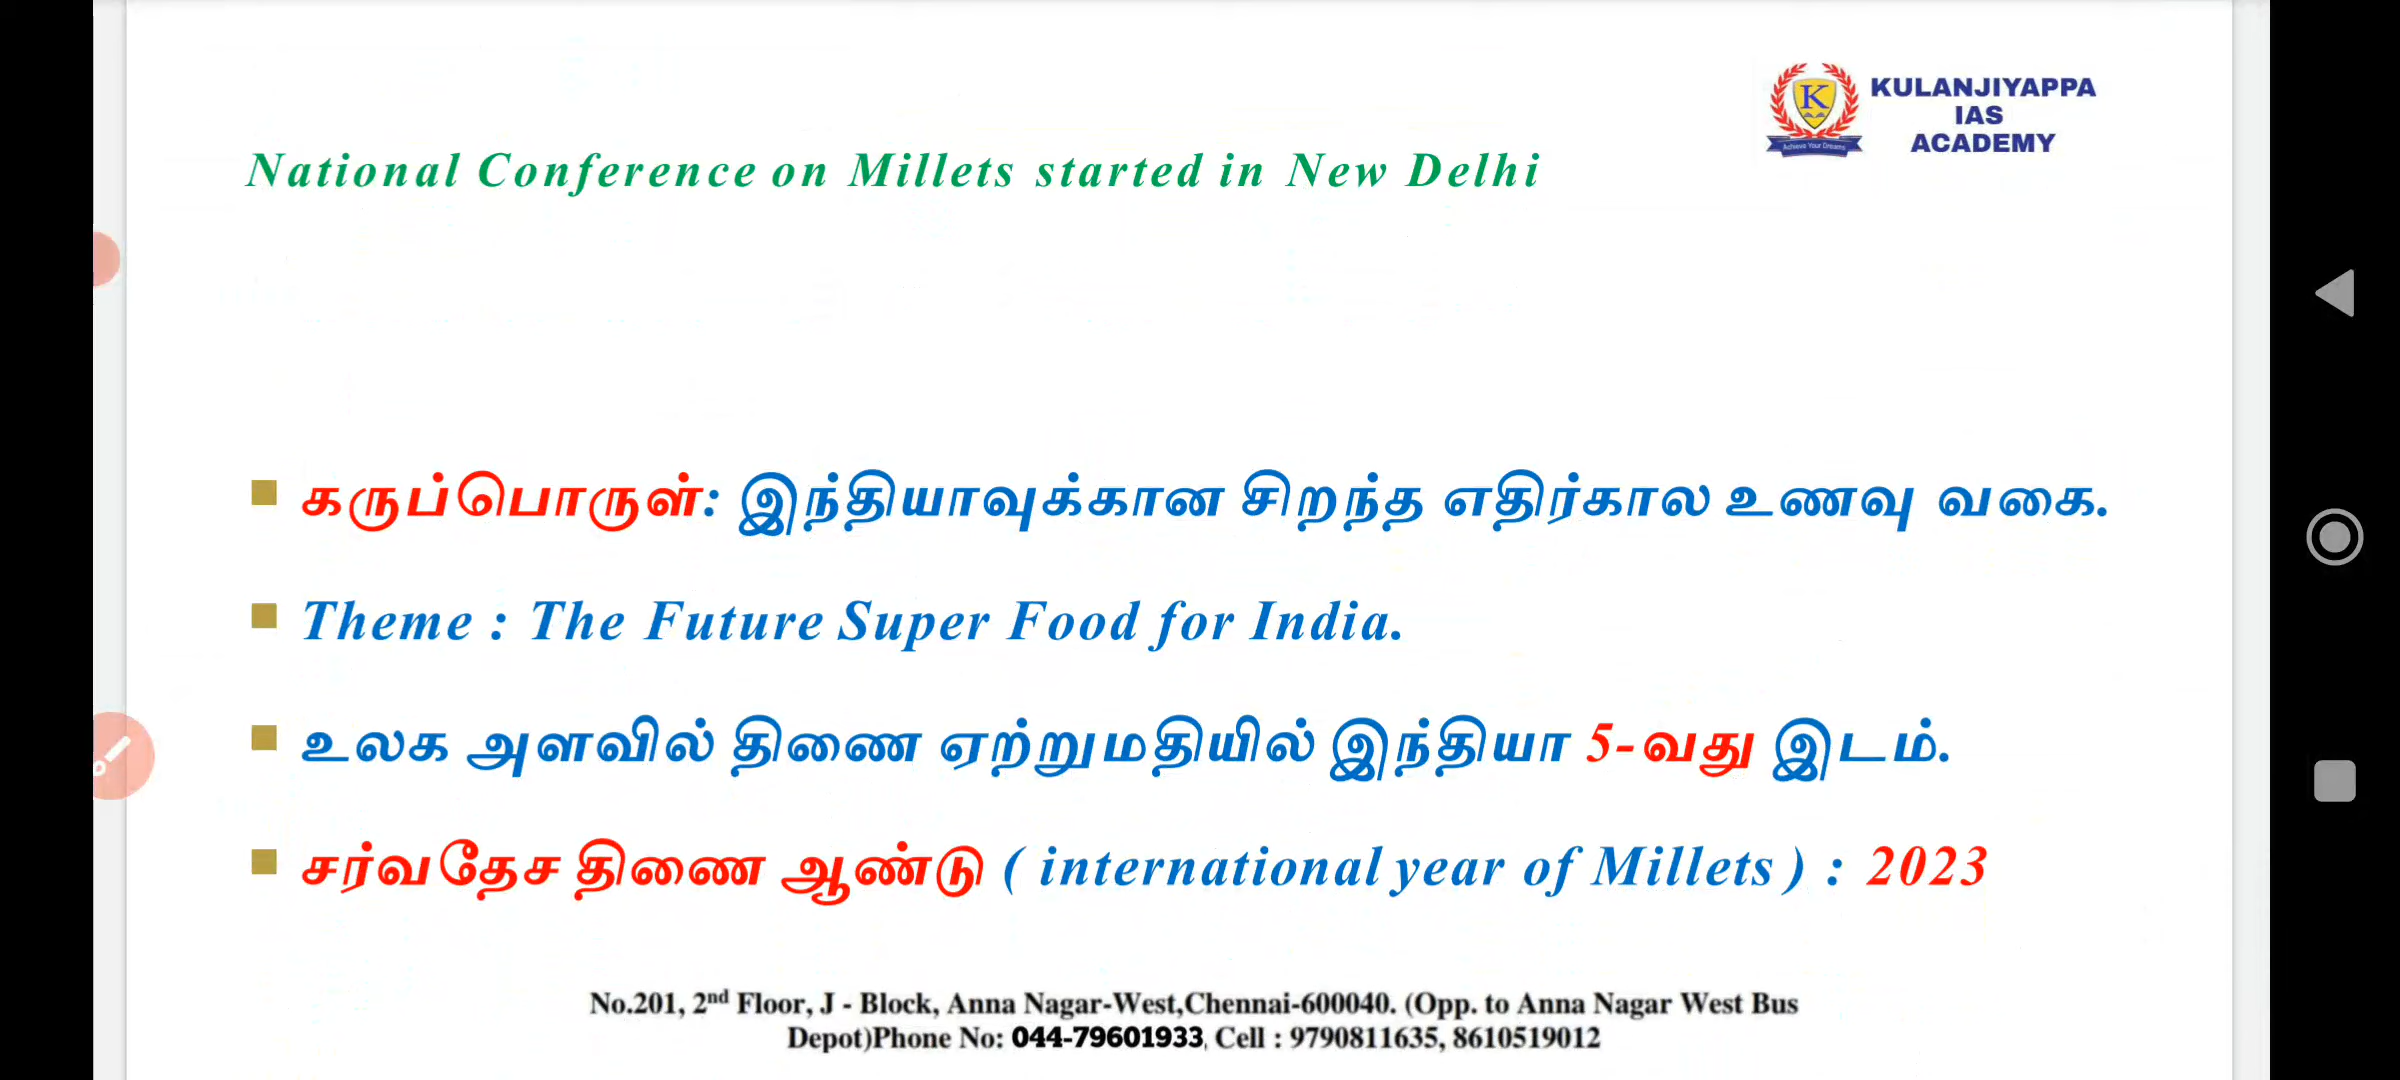 K
Achieve Your Dreams
KULANJIYAPPA
IAS
ACADEMY
National Conference on Millets started in New Delhi
கருப்பொருள்: இந்தியாவுக்கான சிறந்த எதிர்கால உணவு வகை.
Theme : The Future Super Food for India.
உலக அளவில் திணை ஏற்றுமதியில் இந்தியா 5-வது இடம்.
சர்வதேச திணை ஆண்டு ( international year of Millets ) : 2023
No.201, 2nd Floor, J - Block, Anna Nagar-West,Chennai-600040. (Opp. to Anna Nagar West Bus
Depot)Phone No: 044-79601933, Cell : 9790811635, 8610519012